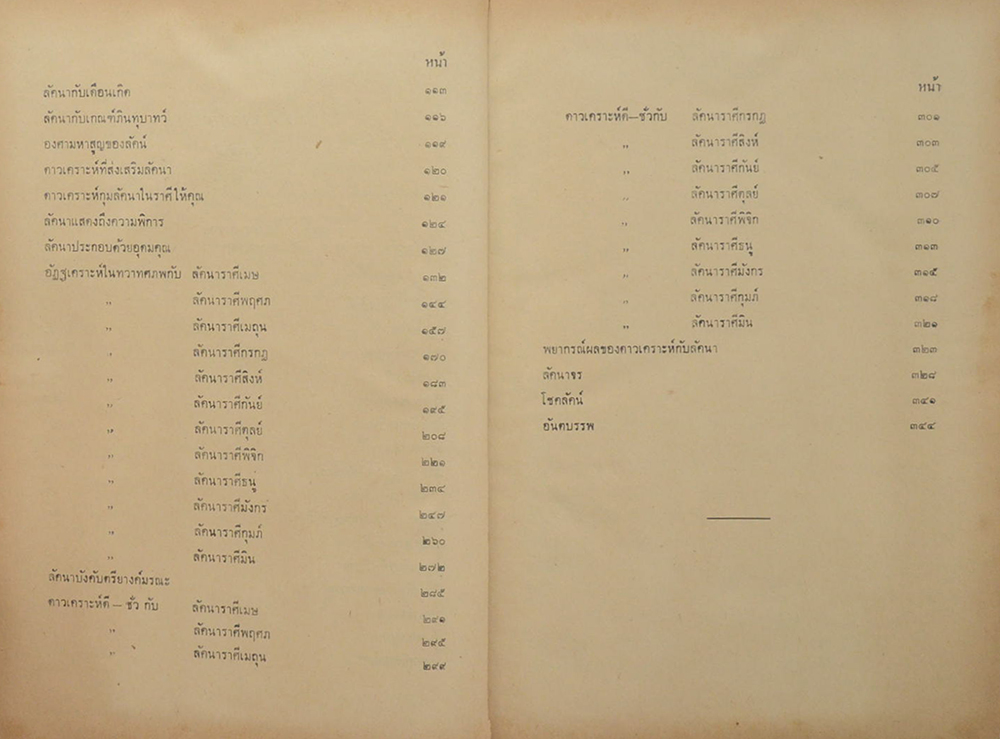 หน้า
ลัคนากับเดือนเกิด ๑๑๓
ลัคนากับเกณฑ์ภินทุบาทว์ ๑๑๖
องศามหาสูญของลัคน์ ๑๑๙
ดาวเคราะห์ที่ส่งเสริมลัคนา ๑๒๐
ดาวเคราะห์กุมลัคนาในราศีให้คุณ ๑๒๑
ลัคนาแสดงถึงความพิการ ๑๒๔
ลัคนาประกอบด้วยอุดมคุณ ๑๒๗
อัฏฐเคราะห์ในทวาทศภพกับ ลัคนาราศีเมษ ๑๓๒
,, ลัคนาราศีพฤศภ ๑๔๔
,, ลัคนาราศีเมถุน ๑๕๗
,, ลัคนาราศีกรกฎ ๑๗๐
,, ลัคนาราศีสิงห์ ๑๘๓
,, ลัคนาราศีกันย์ ๑๙๕
,, ลัคนาราศีตุลย์ ๒๐๘
,, ลัคนาราศีพิจิก ๒๒๑
,, ลัคนาราศีธนู ๒๓๔
,, ลัคนาราศีมังกร ๒๔๗
,, ลัคนาราศีกุมภ์ ๒๖๐
,, ลัคนาราศีมีน ๒๗๒
ลัคนาบังคับตรียางค์มรณะ ๒๘๕
ดาวเคราะห์ดี — ชั่ว กับ ลัคนาราศีเมษ ๒๙๑
,, ลัคนาราศีพฤศภ ๒๙๕
,, ลัคนาราศีเมถุน ๒๙๙
หน้า
ดาวเคราะห์ดี—ชั่วกับ ลัคนาราศีกรกฎ ๓๐๑
,, ลัคนาราศีสิงห์ ๓๐๓
,, ลัคนาราศีกันย์ ๓๐๕
,, ลัคนาราศีตุลย์ ๓๐๗
,, ลัคนาราศีพิจิก ๓๑๐
,, ลัคนาราศีธนู ๓๑๓
,, ลัคนาราศีมังกร ๓๑๕
,, ลัคนาราศีกุมภ์ ๓๑๘
,, ลัคนาราศีมีน ๓๒๑
พยากรณ์ผลของดาวเคราะห์กับลัคนา ๓๒๓
ลัคนาจร ๓๒๘
โชคลัคน์ ๓๔๑
อันตบรรพ ๓๔๔